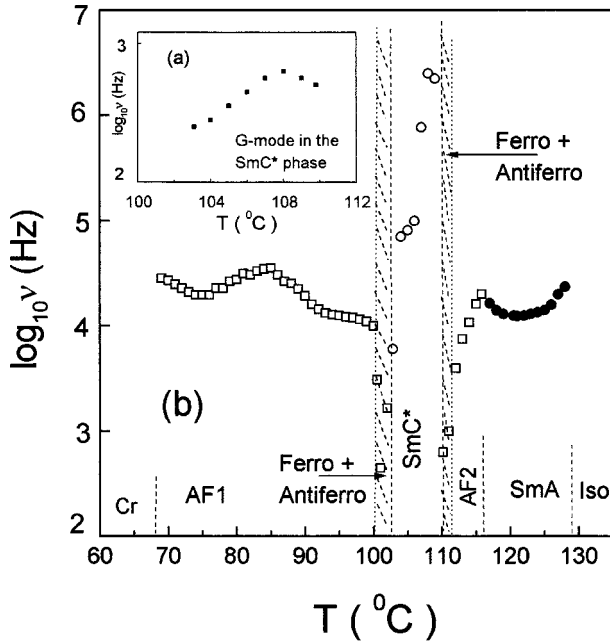 7
6
5
4
3
2
log10ν (Hz)
(b)
3
2
log10ν (Hz)
(a)
G-mode in the
SmC* phase
100 104 108 112
T ( °C)
Ferro +
Antiferro
Ferro +
Antiferro
SmC*
Cr
AF1
AF2
SmA
Iso
60 70 80 90 100 110 120 130
T ( °C)